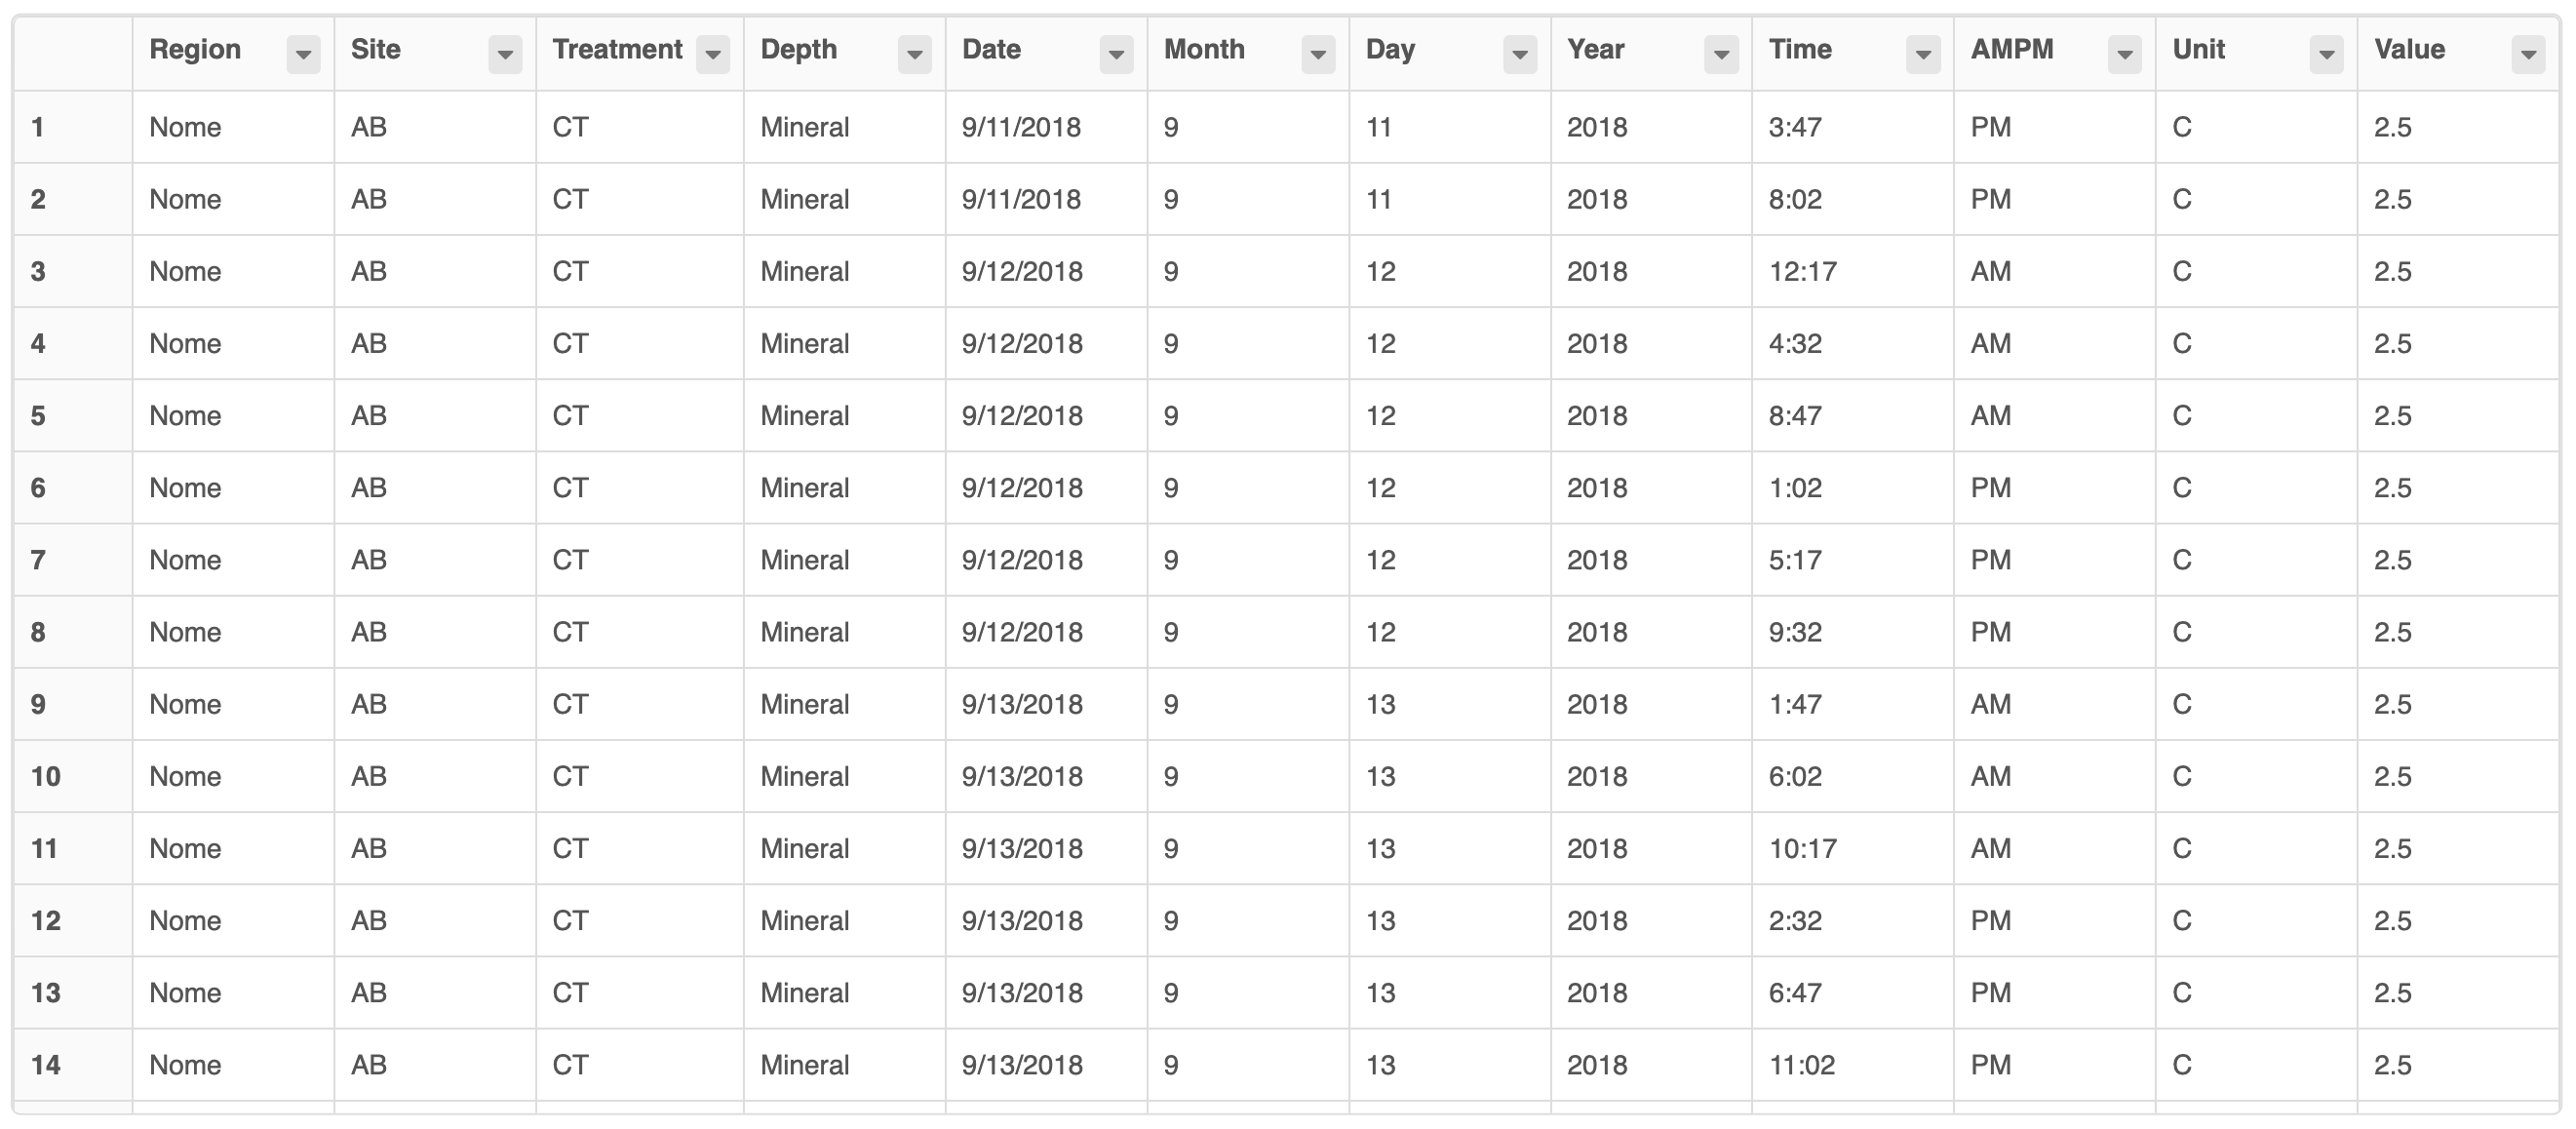 Region Site Treatment Depth Date Month Day Year Time AMPM Unit Value
1 Nome AB CT Mineral 9/11/2018 9 11 2018 3:47 PM C 2.5
2 Nome AB CT Mineral 9/11/2018 9 11 2018 8:02 PM C 2.5
3 Nome AB CT Mineral 9/12/2018 9 12 2018 12:17 AM C 2.5
4 Nome AB CT Mineral 9/12/2018 9 12 2018 4:32 AM C 2.5
5 Nome AB CT Mineral 9/12/2018 9 12 2018 8:47 AM C 2.5
6 Nome AB CT Mineral 9/12/2018 9 12 2018 1:02 PM C 2.5
7 Nome AB CT Mineral 9/12/2018 9 12 2018 5:17 PM C 2.5
8 Nome AB CT Mineral 9/12/2018 9 12 2018 9:32 PM C 2.5
9 Nome AB CT Mineral 9/13/2018 9 13 2018 1:47 AM C 2.5
10 Nome AB CT Mineral 9/13/2018 9 13 2018 6:02 AM C 2.5
11 Nome AB CT Mineral 9/13/2018 9 13 2018 10:17 AM C 2.5
12 Nome AB CT Mineral 9/13/2018 9 13 2018 2:32 PM C 2.5
13 Nome AB CT Mineral 9/13/2018 9 13 2018 6:47 PM C 2.5
14 Nome AB CT Mineral 9/13/2018 9 13 2018 11:02 PM C 2.5